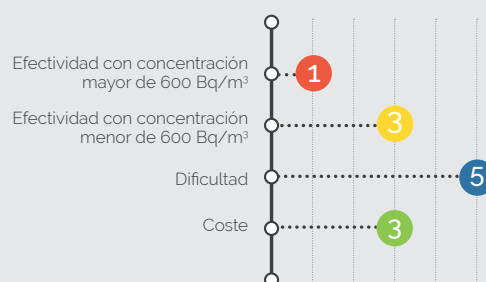 Efectividad con concentración
mayor de 600 Bq/m³
1
Efectividad con concentración
menor de 600 Bq/m³
3
Dificultad
5
Coste
3